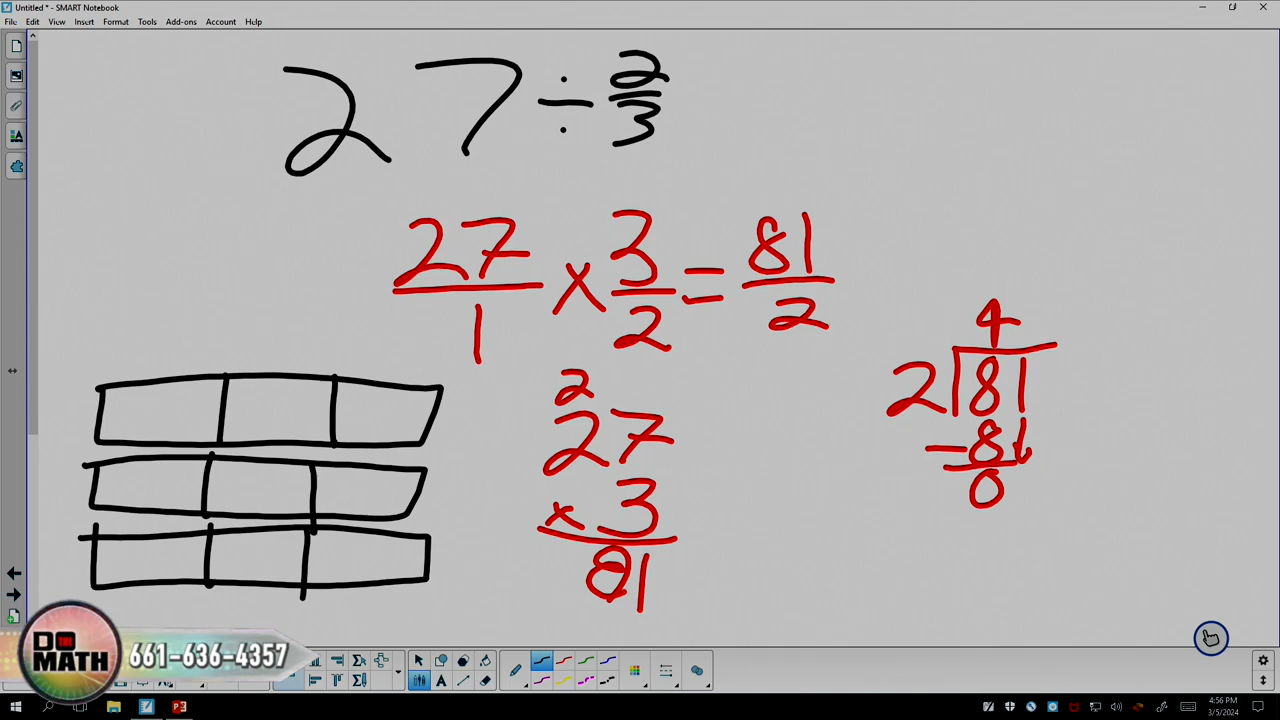 Untitled * - SMART Notebook
File Edit View Insert Format Tools Add-ons Account Help
27 ÷ 2/3
27/1 × 3/2 = 81/2
2
27
× 3
81
4
2 81
- 8
0
DO THE MATH 661-636-4357
A
4:56 PM
3/5/2024